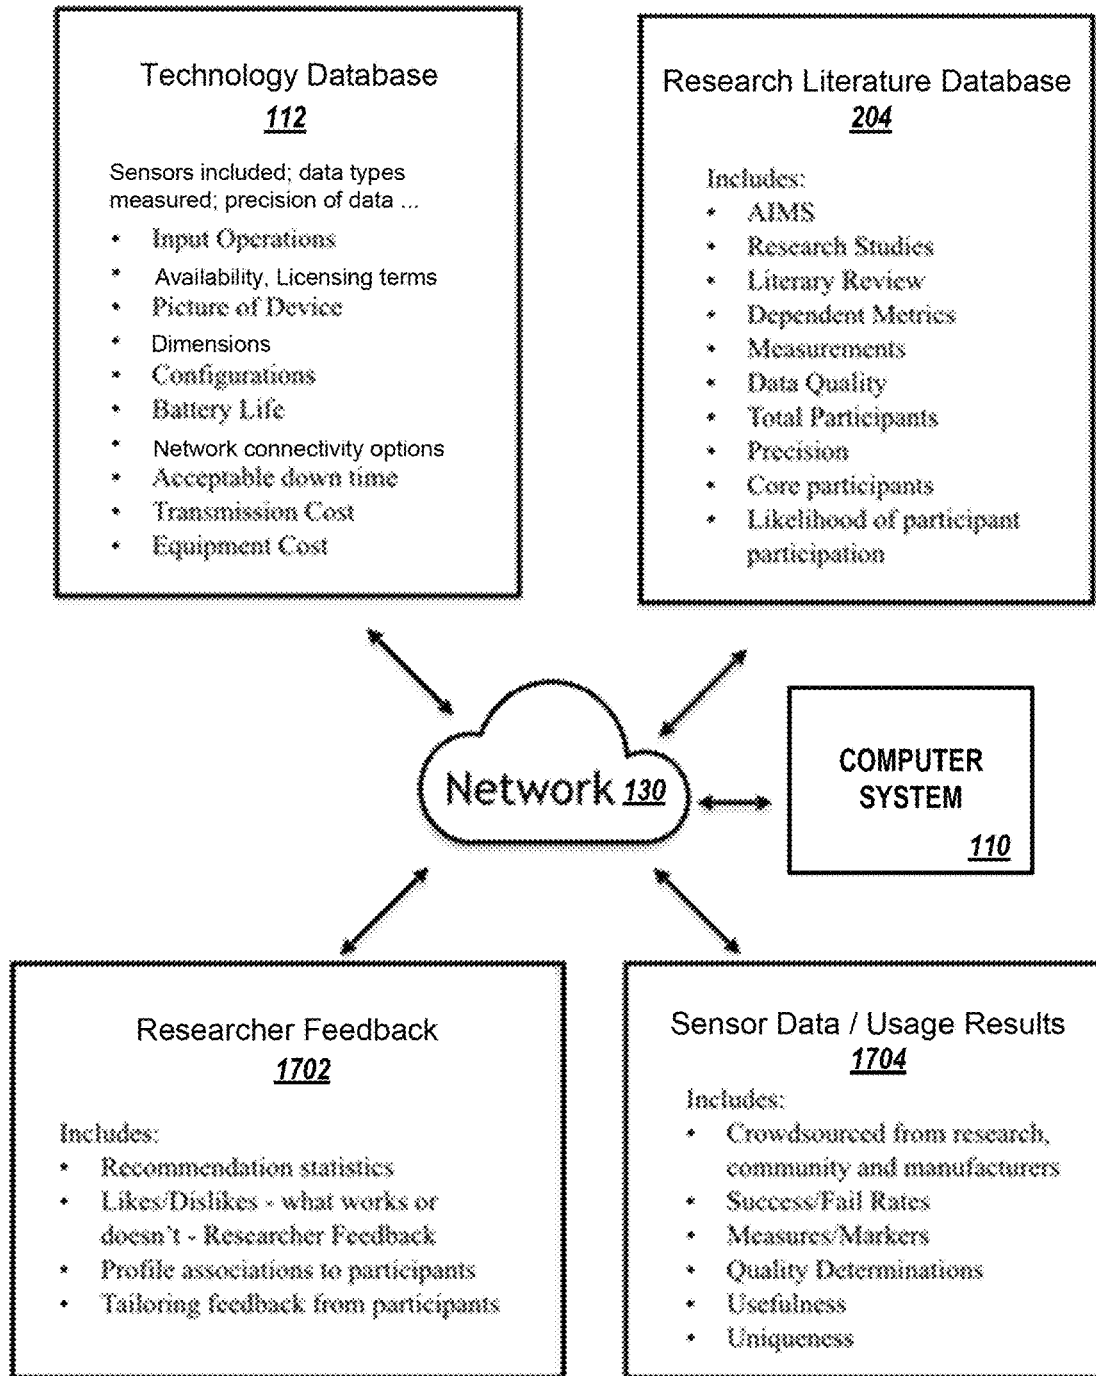 Technology Database
112
Sensors included; data types
measured; precision of data ...
• Input Operations
• Availability, Licensing terms
• Picture of Device
• Dimensions
• Configurations
• Battery Life
• Network connectivity options
• Acceptable down time
• Transmission Cost
• Equipment Cost
Research Literature Database
204
Includes:
• AIMS
• Research Studies
• Literary Review
• Dependent Metrics
• Measurements
• Data Quality
• Total Participants
• Precision
• Core participants
• Likelihood of participant
participation
Network 130
COMPUTER
SYSTEM
110
Researcher Feedback
1702
Includes:
• Recommendation statistics
• Likes/Dislikes - what works or
doesn't - Researcher Feedback
• Profile associations to participants
• Tailoring feedback from participants
Sensor Data / Usage Results
1704
Includes:
• Crowdsourced from research,
community and manufacturers
• Success/Fail Rates
• Measures/Markers
• Quality Determinations
• Usefulness
• Uniqueness